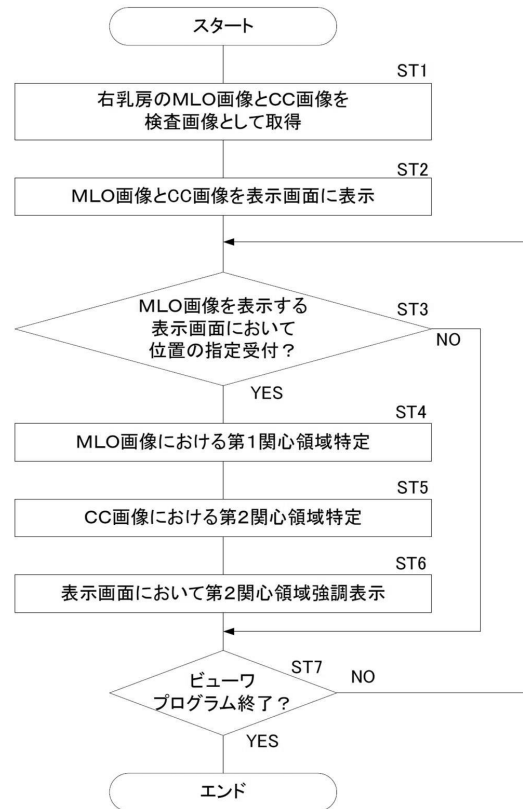 スタート
ST1
右乳房のMLO画像とCC画像を
検査画像として取得
ST2
MLO画像とCC画像を表示画面に表示
MLO画像を表示する
表示画面において
位置の指定受付？
ST3
NO
YES
ST4
MLO画像における第1関心領域特定
ST5
CC画像における第2関心領域特定
ST6
表示画面において第2関心領域強調表示
ビューワ
プログラム終了？
ST7
NO
YES
エンド